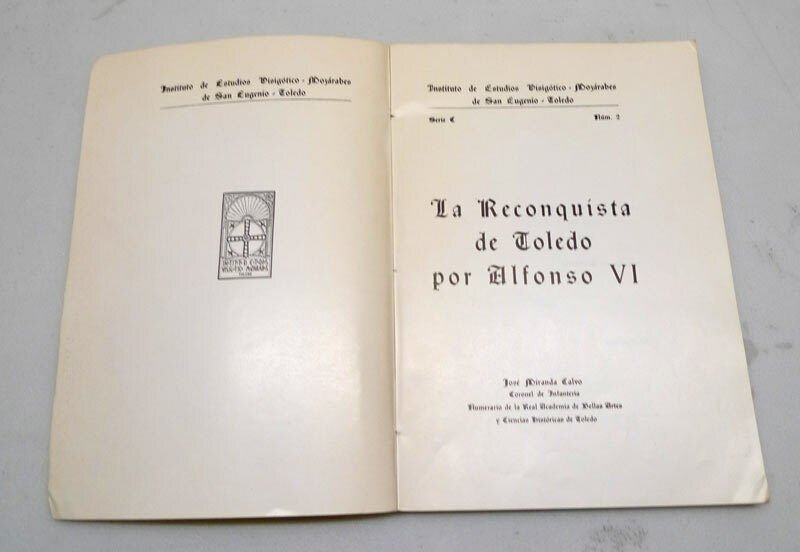 Instituto de Estudios Visigótico - Mozárabes
de San Eugenio - Toledo
Instituto de Estudios Visigótico - Mozárabes
de San Eugenio - Toledo
Serie C Núm. 2
La Reconquista
de Toledo
por Alfonso VI
José Miranda Calvo
Coronel de Infantería
Numerario de la Real Academia de Bellas Artes
y Ciencias Históricas de Toledo